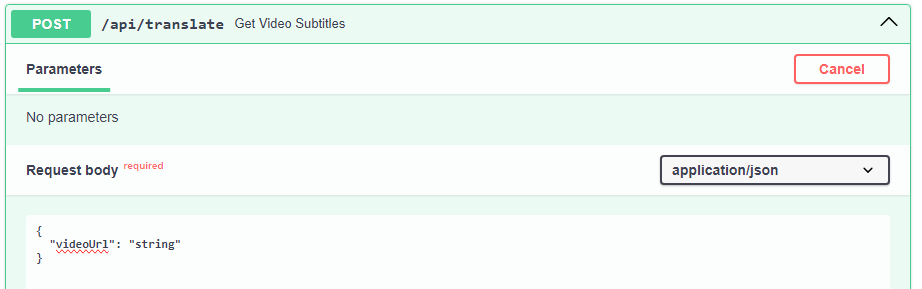 POST /api/translate Get Video Subtitles
Parameters Cancel
No parameters
Request body required application/json
{
  "videoUrl": "string"
}